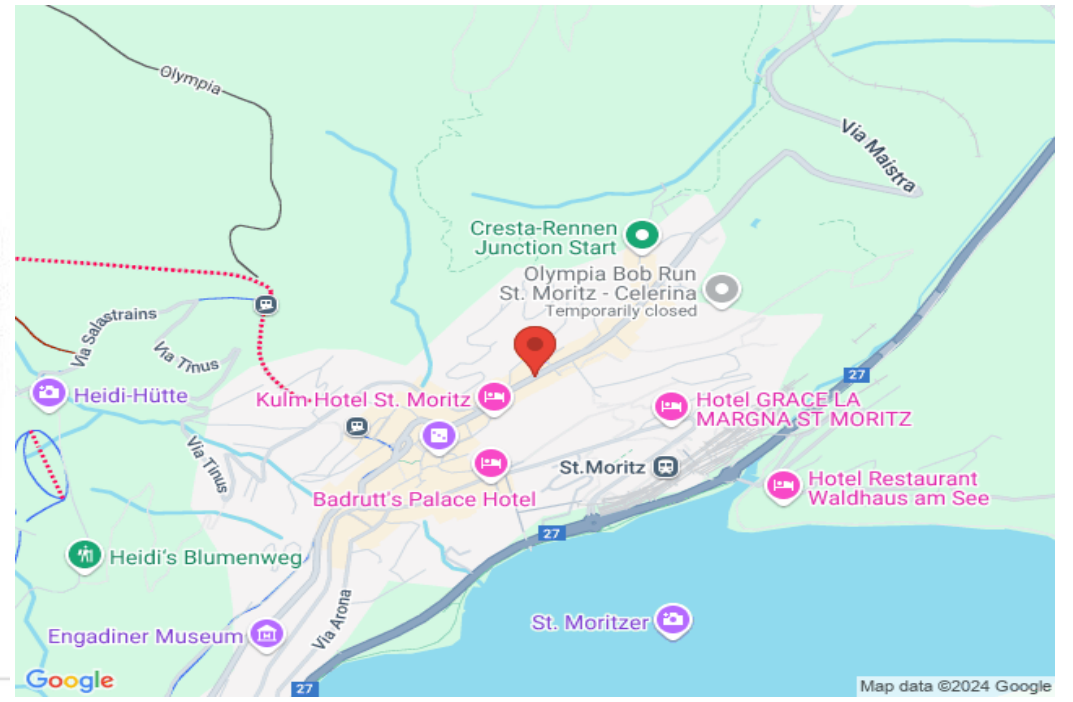 Olympia
Via Maistra
Cresta-Rennen
Junction Start
Olympia Bob Run
St. Moritz - Celerina
Temporarily closed
Via Salastrains
Via Tinus
27
Heidi-Hütte
Kulm Hotel St. Moritz
Hotel GRACE LA
MARGNA ST MORITZ
Via Tinus
St.Moritz
Hotel Restaurant
Waldhaus am See
Badrutt's Palace Hotel
27
Heidi's Blumenweg
Via Arona
St. Moritzer
Engadiner Museum
Google
27
Map data ©2024 Google